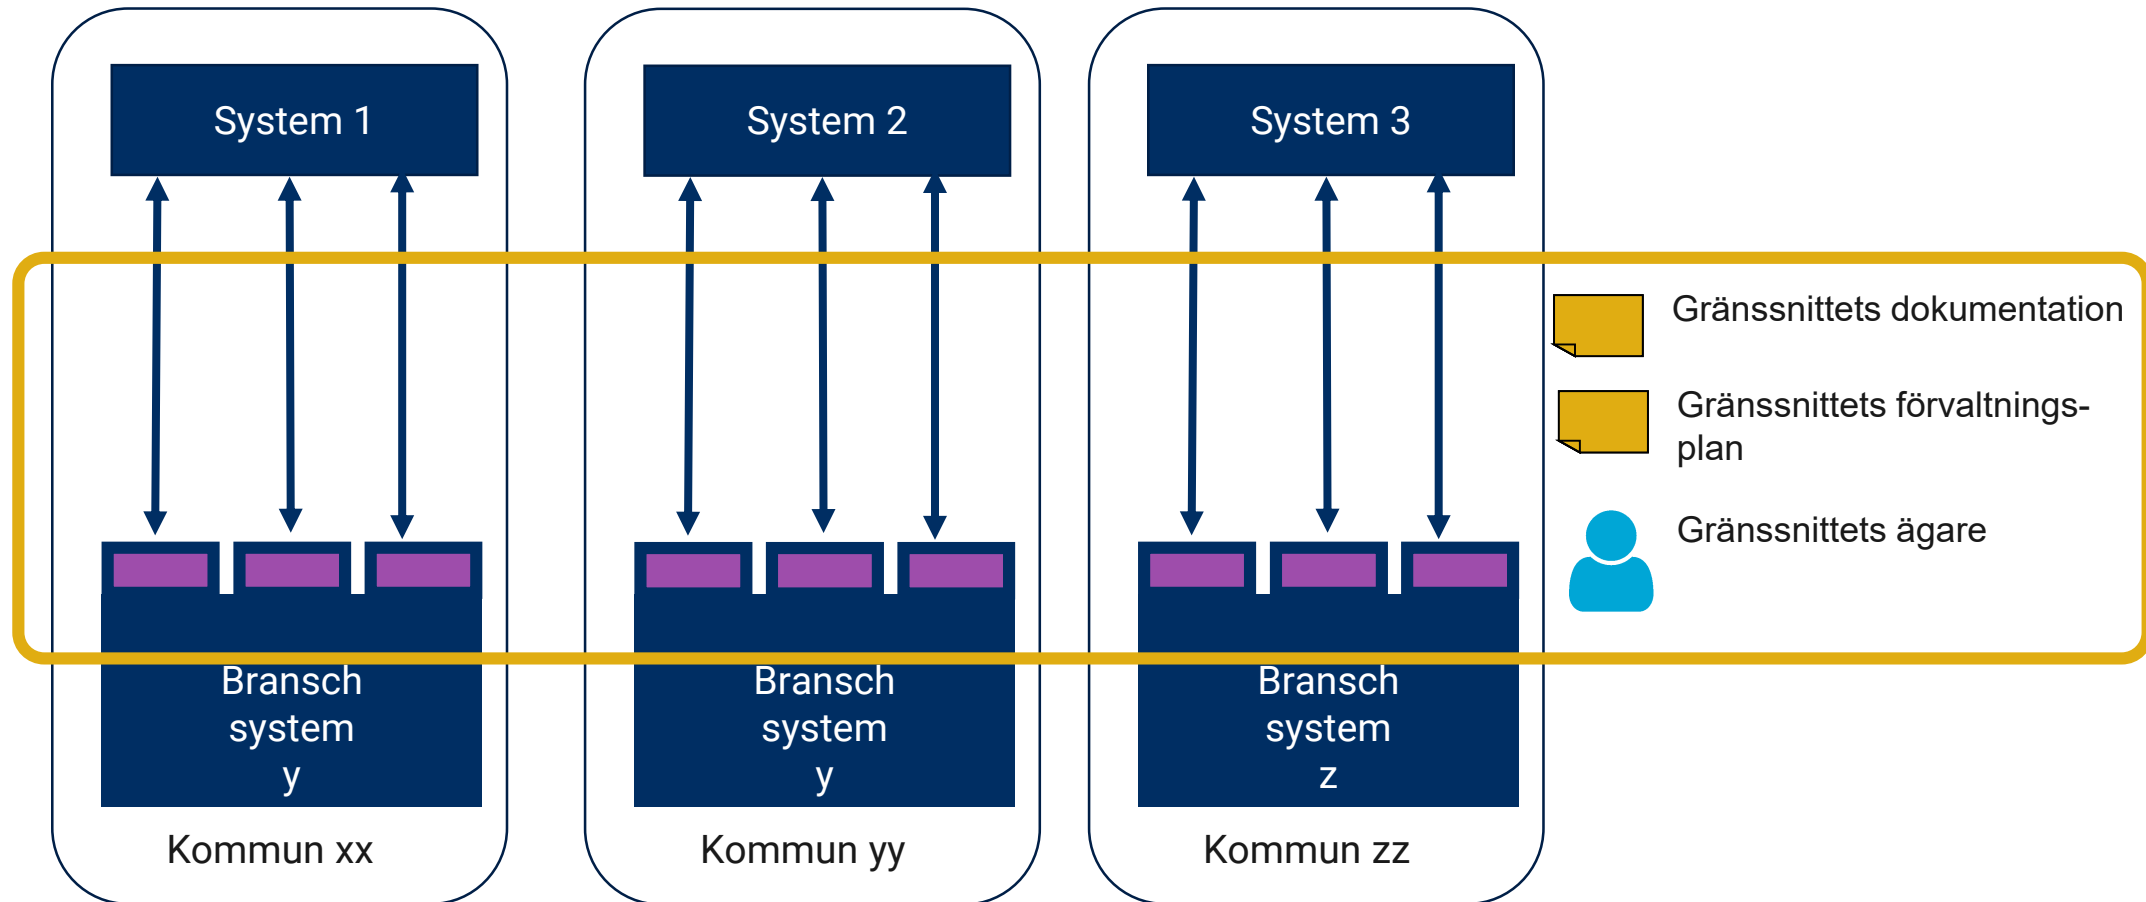 System 1
System 2
System 3
Gränssnittets dokumentation
Gränssnittets förvaltnings-
plan
Gränssnittets ägare
Bransch
system
y
Bransch
system
y
Bransch
system
z
Kommun xx
Kommun yy
Kommun zz